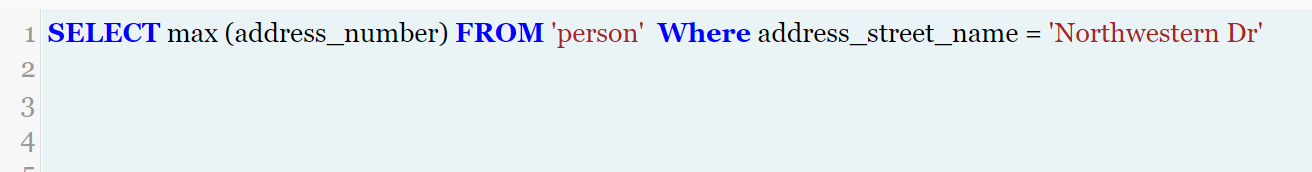 1 SELECT max (address_number) FROM 'person'  Where address_street_name = 'Northwestern Dr'
2
3
4